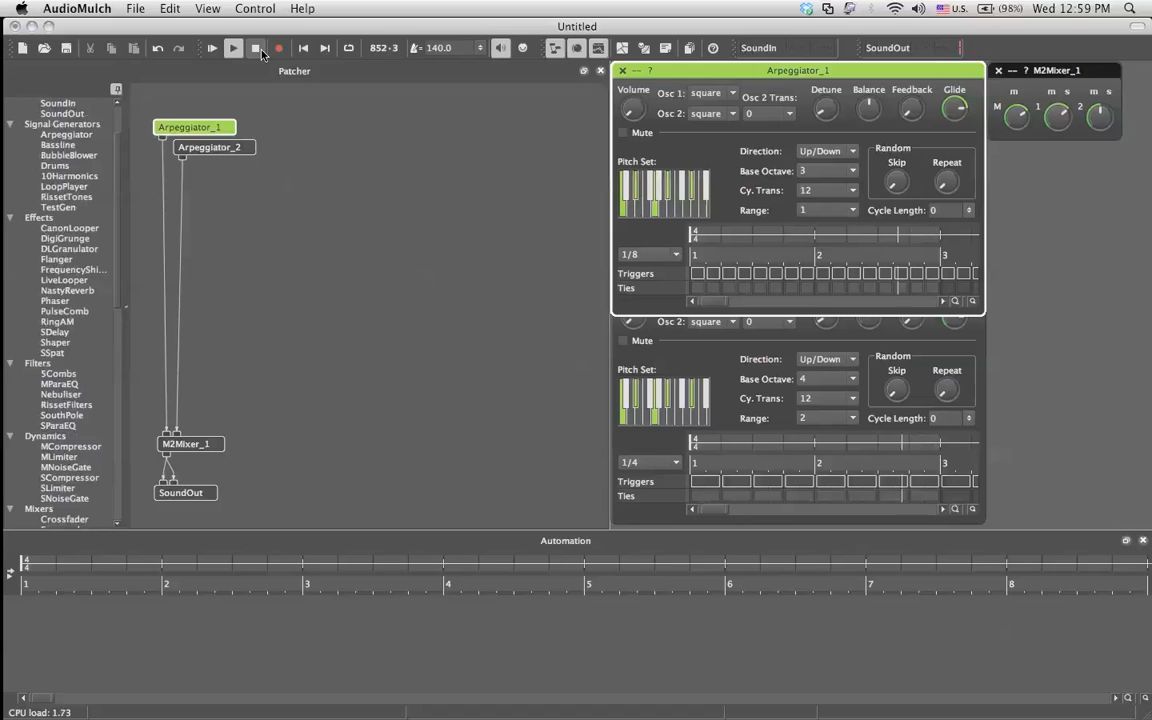 AudioMulch File Edit View Control Help U.S. (98%) Wed 12:59 PM
Untitled
852·3 140.0 SoundIn SoundOut
Patcher
SoundIn
SoundOut
Signal Generators
Arpeggiator
Bassline
BubbleBlower
Drums
10Harmonics
LoopPlayer
RissetTones
TestGen
Effects
CanonLooper
DigiGrunge
DLGranulator
Flanger
FrequencyShi...
LiveLooper
NastyReverb
Phaser
PulseComb
RingAM
SDelay
Shaper
SSpat
Filters
5Combs
MParaEQ
Nebuliser
RissetFilters
SouthPole
SParaEQ
Dynamics
MCompressor
MLimiter
MNoiseGate
SCompressor
SLimiter
SNoiseGate
Mixers
Crossfader
Arpeggiator_1
Arpeggiator_2
M2Mixer_1
SoundOut
-- ? Arpeggiator_1
Volume Osc 1: square Osc 2 Trans: Detune Balance Feedback Glide
Osc 2: square 0
Mute
Direction: Up/Down Random
Pitch Set: Base Octave: 3 Skip Repeat
Cy. Trans: 12
Range: 1 Cycle Length: 0
4
4
1/8 1 2 3
Triggers
Ties
Osc 2: square 0
Mute
Direction: Up/Down Random
Pitch Set: Base Octave: 4 Skip Repeat
Cy. Trans: 12
Range: 2 Cycle Length: 0
4
4
1/4 1 2 3
Triggers
Ties
-- ? M2Mixer_1
m m s m s
M 1 2
Automation
4
4
1 2 3 4 5 6 7 8
CPU load: 1.73